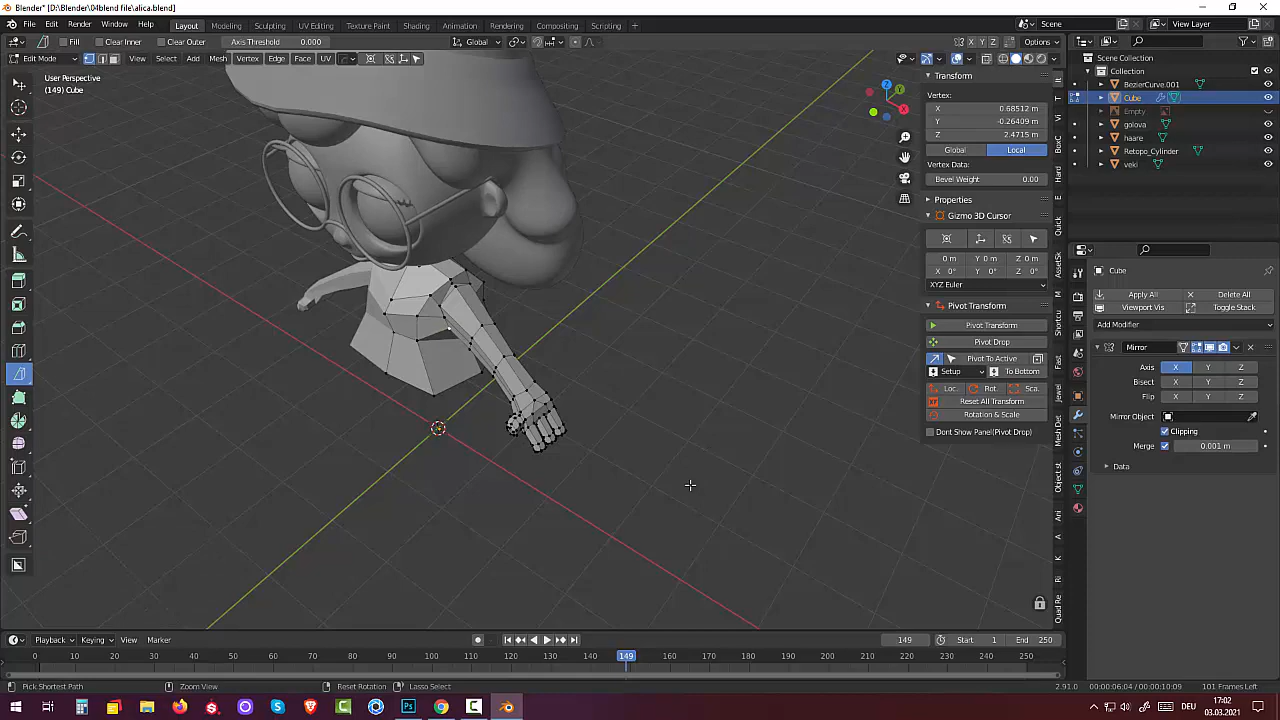 Blender* [D:\Blender\04blend file\alica.blend]
File Edit Render Window Help Layout Modeling Sculpting UV Editing Texture Paint Shading Animation Rendering Compositing Scripting + Scene View Layer
Fill Clear Inner Clear Outer Axis Threshold 0.000 Global X Y Z Options
Edit Mode View Select Add Mesh Vertex Edge Face UV
User Perspective
(149) Cube
Transform
Vertex:
X 0.68512 m
Y -0.26409 m
Z 2.4715 m
Global Local
Vertex Data:
Bevel Weight 0.00
Properties
Gizmo 3D Cursor
0 m Y 0 m Z 0 m
X 0° Y 0° Z 0°
XYZ Euler
Pivot Transform
Pivot Transform
Pivot Drop
Pivot To Active
Setup To Bottom
Loc. Rot. Sca.
Reset All Transform
Rotation & Scale
Dont Show Panel(Pivot Drop)
Scene Collection
Collection
BezierCurve.001
Cube
Empty
golova
haare
Retopo_Cylinder
veki
Cube
Apply All Delete All
Viewport Vis Toggle Stack
Add Modifier
Mirror
Axis X Y Z
Bisect X Y Z
Flip X Y Z
Mirror Object
Clipping
Merge 0.001 m
Data
Playback Keying View Marker 149 Start 1 End 250
0 10 20 30 40 50 60 70 80 90 100 110 120 130 140 149 160 170 180 190 200 210 220 230 240 250
Pick Shortest Path Zoom View Reset Rotation Lasso Select 2.91.0 00:00:06:04 / 00:00:10:09 101 Frames Left
DEU 17:02
03.03.2021